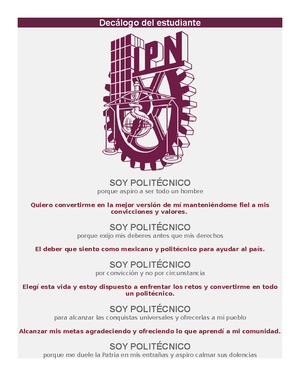 Decálogo del estudiante
IPN
SOY POLITÉCNICO
porque aspiro a ser todo un hombre
Quiero convertirme en la mejor versión de mí manteniéndome fiel a mis
convicciones y valores.
SOY POLITÉCNICO
porque exijo mis deberes antes que mis derechos
El deber que siento como mexicano y politécnico para ayudar al país.
SOY POLITÉCNICO
por convicción y no por circunstancia
Elegí esta vida y estoy dispuesto a enfrentar los retos y convertirme en todo
un politécnico.
SOY POLITÉCNICO
para alcanzar las conquistas universales y ofrecerlas a mi pueblo
Alcanzar mis metas agradeciendo y ofreciendo lo que aprendí a mi comunidad.
SOY POLITÉCNICO
porque me duele la Patria en mis entrañas y aspiro calmar sus dolencias